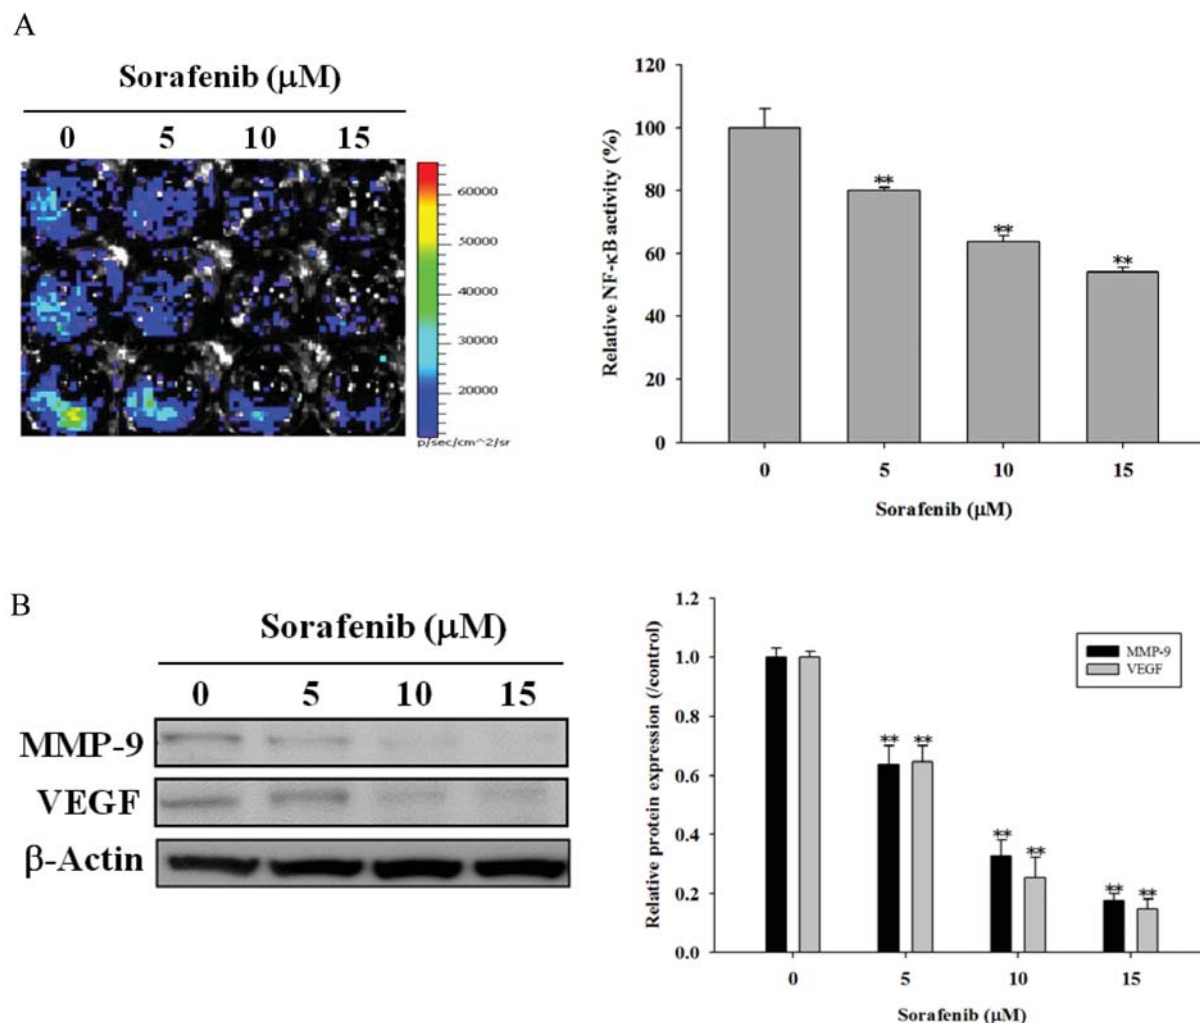 A
Sorafenib (μM)
0 5 10 15
60000
50000
40000
30000
20000
p/sec/cm^2/sr
Relative NF-κB activity (%)
120
100
80
60
40
20
0
** ** **
0 5 10 15
Sorafenib (μM)
B
Sorafenib (μM)
0 5 10 15
MMP-9
VEGF
β-Actin
Relative protein expression (/control)
1.2
1.0
0.8
0.6
0.4
0.2
0.0
MMP-9
VEGF
** ** ** ** ** **
0 5 10 15
Sorafenib (μM)